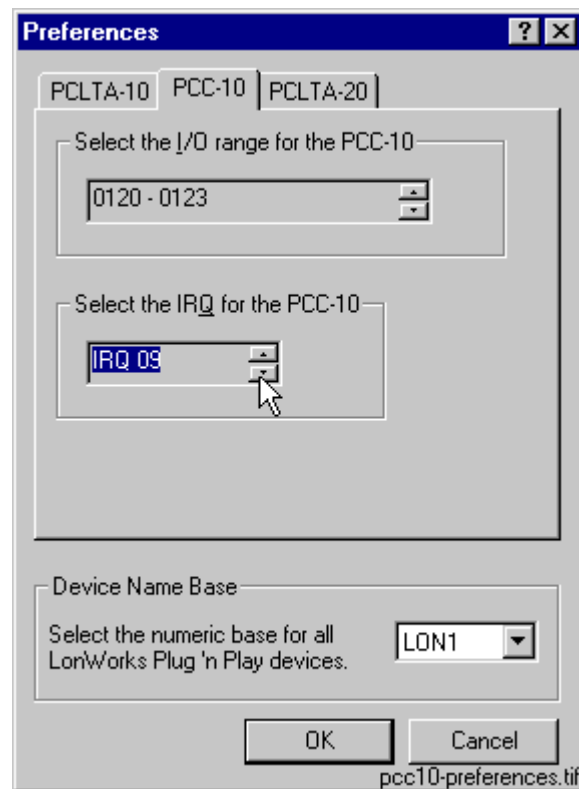 Preferences
PCLTA-10 PCC-10 PCLTA-20
Select the I/O range for the PCC-10
0120 - 0123
Select the IRQ for the PCC-10
IRQ 09
Device Name Base
Select the numeric base for all
LonWorks Plug 'n Play devices.
LON1
OK Cancel
pcc10-preferences.tif